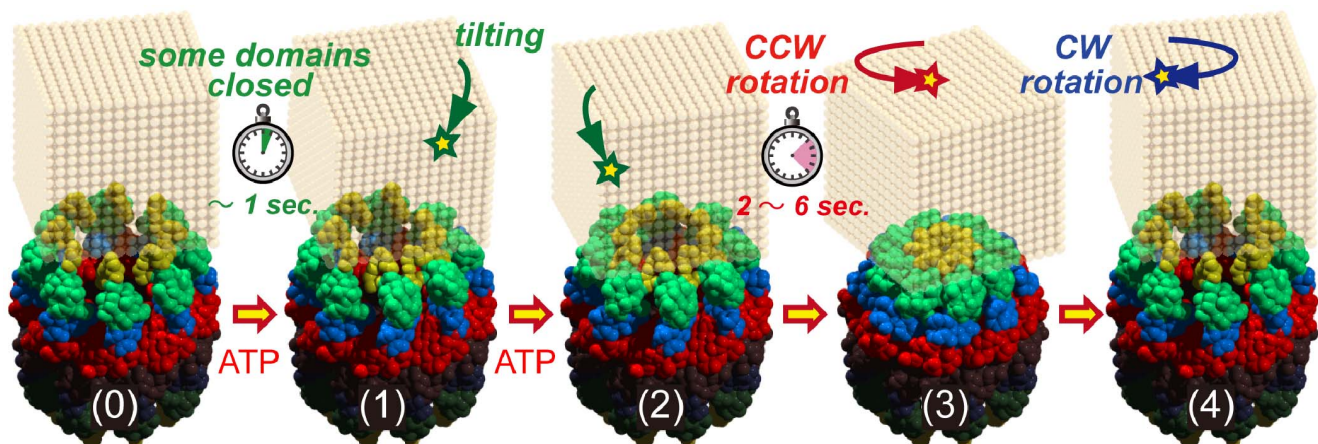 some domains
closed
～ 1 sec.
tilting
CCW
rotation
2 ～ 6 sec.
CW
rotation
ATP
ATP
(0)
(1)
(2)
(3)
(4)